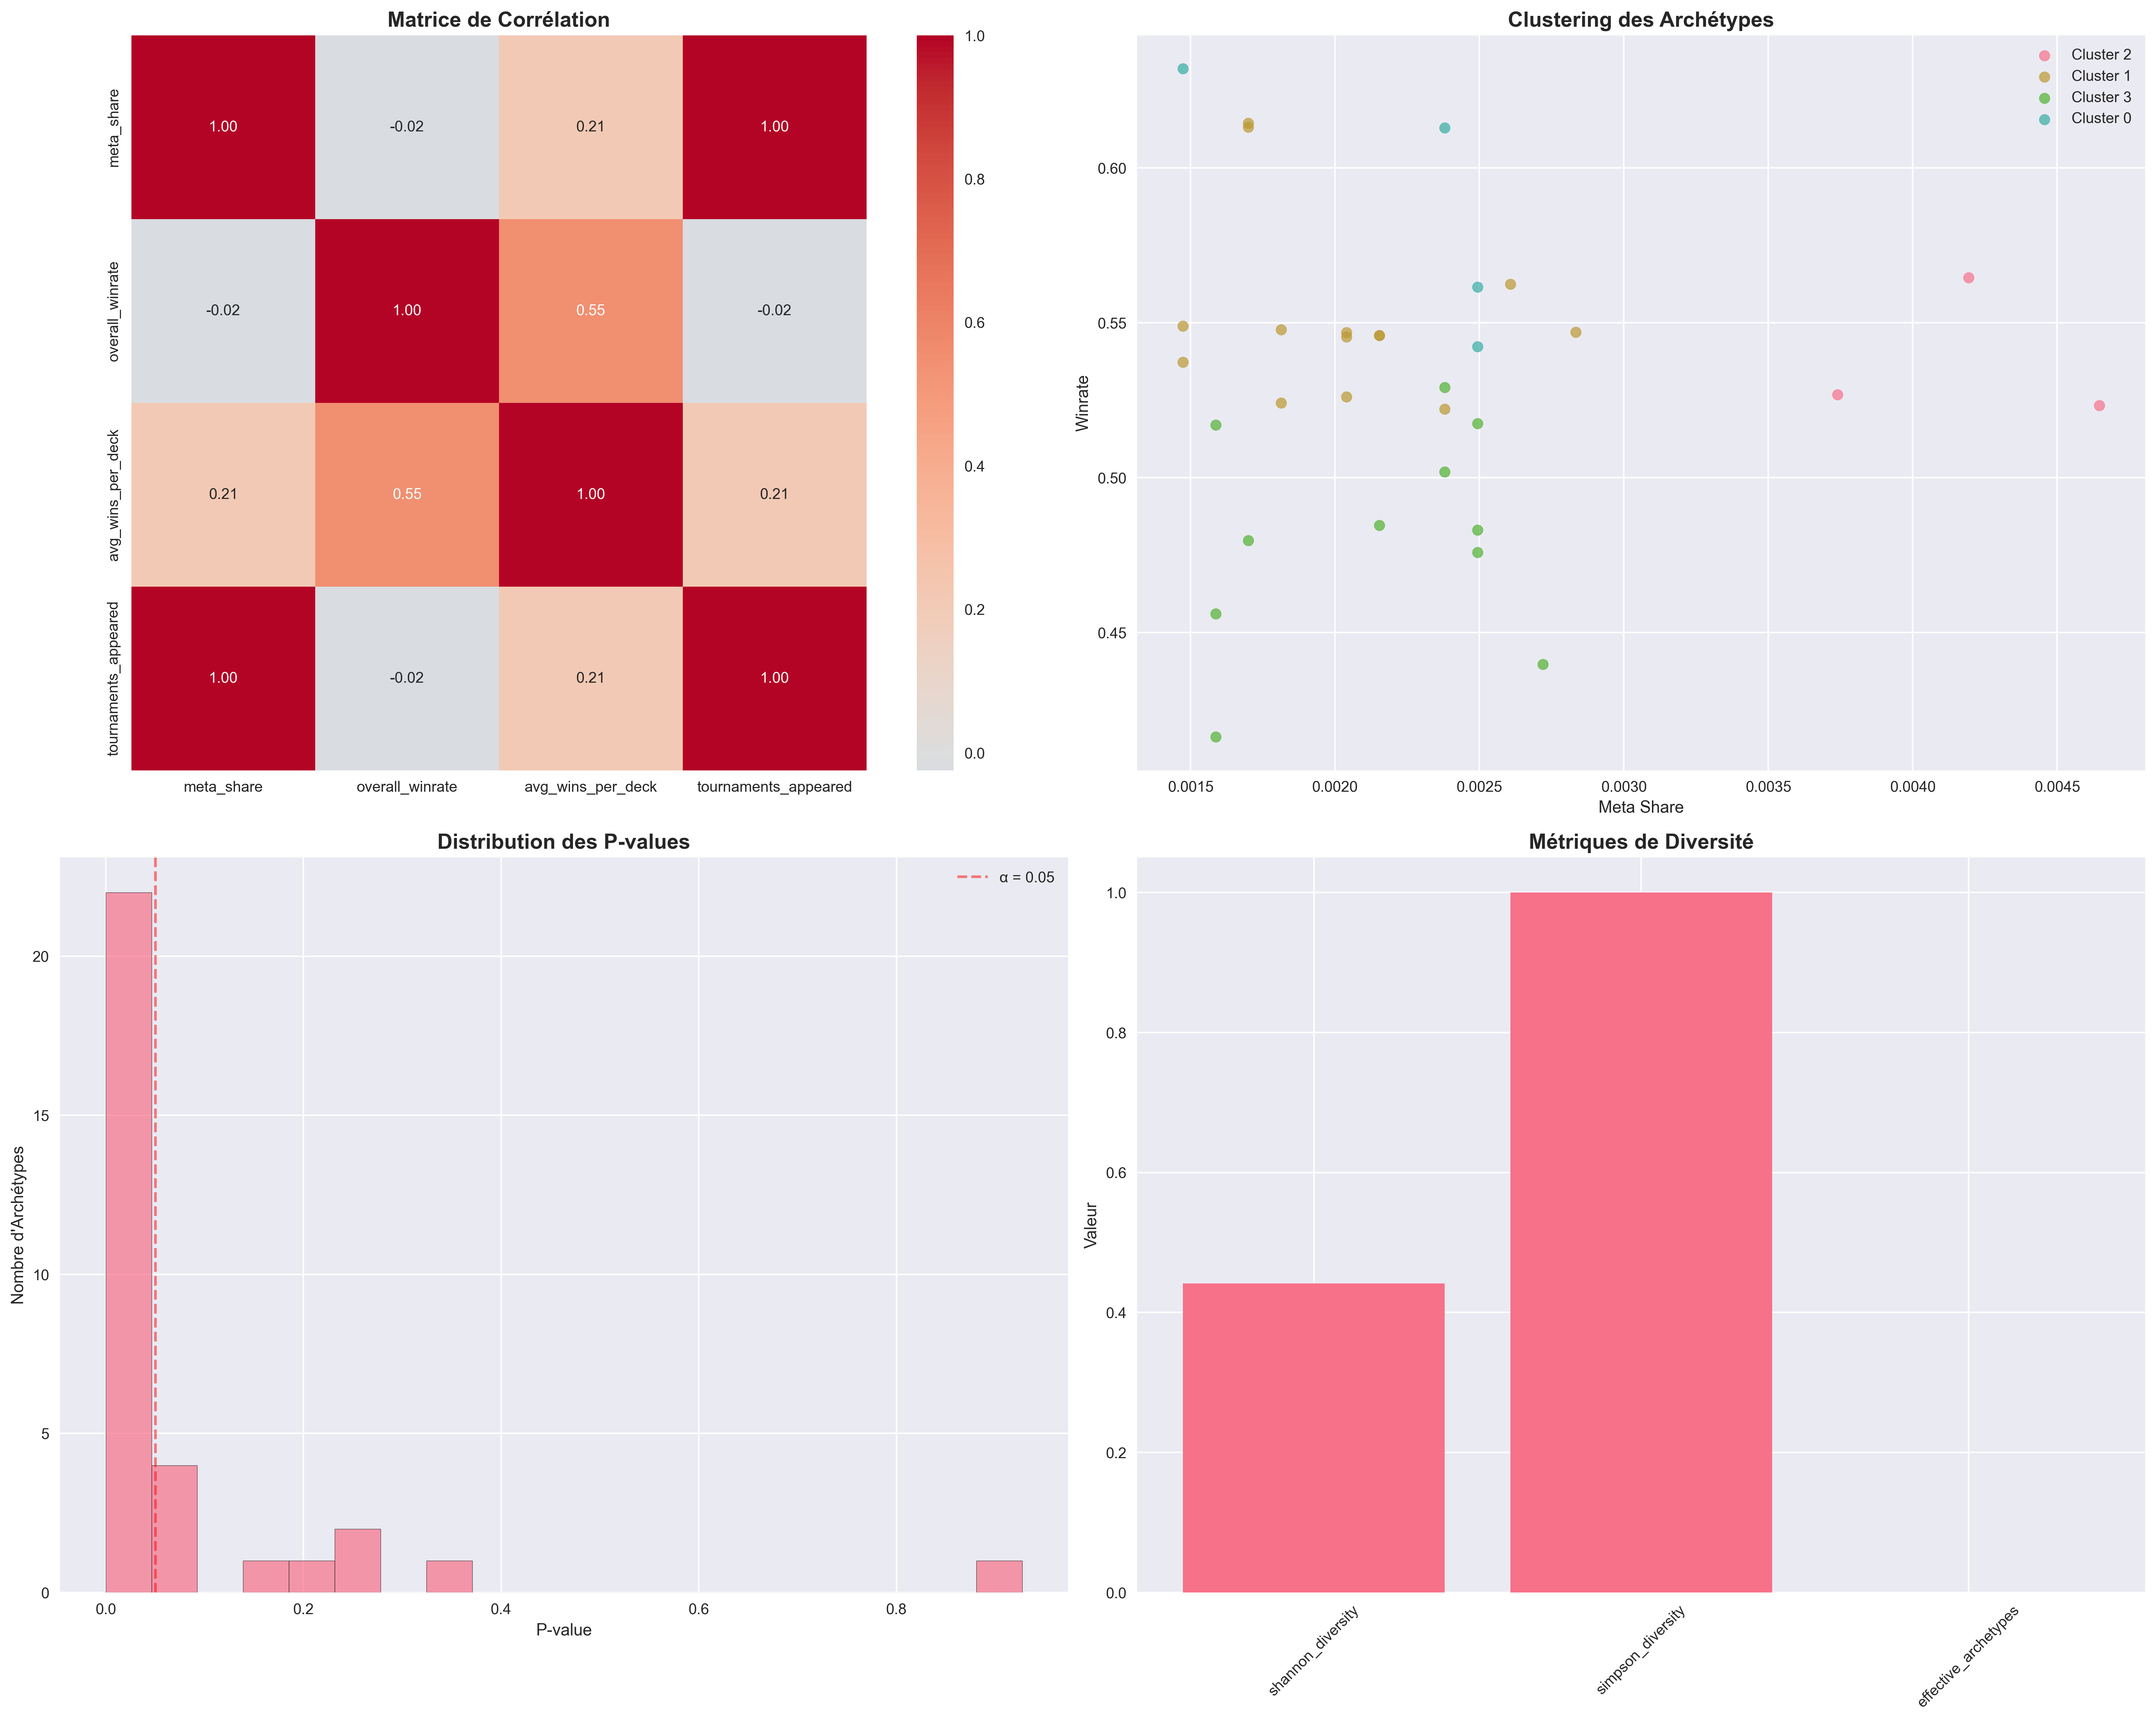 Matrice de Corrélation
meta_share
overall_winrate
avg_wins_per_deck
tournaments_appeared
1.00 -0.02 0.21 1.00
-0.02 1.00 0.55 -0.02
0.21 0.55 1.00 0.21
1.00 -0.02 0.21 1.00
meta_share overall_winrate avg_wins_per_deck tournaments_appeared
1.0
0.8
0.6
0.4
0.2
0.0
Clustering des Archétypes
Cluster 2
Cluster 1
Cluster 3
Cluster 0
Winrate
0.60
0.55
0.50
0.45
0.0015 0.0020 0.0025 0.0030 0.0035 0.0040 0.0045
Meta Share
Distribution des P-values
α = 0.05
Nombre d'Archétypes
20
15
10
5
0
0.0 0.2 0.4 0.6 0.8
P-value
Métriques de Diversité
Valeur
1.0
0.8
0.6
0.4
0.2
0.0
shannon_diversity
simpson_diversity
effective_archetypes